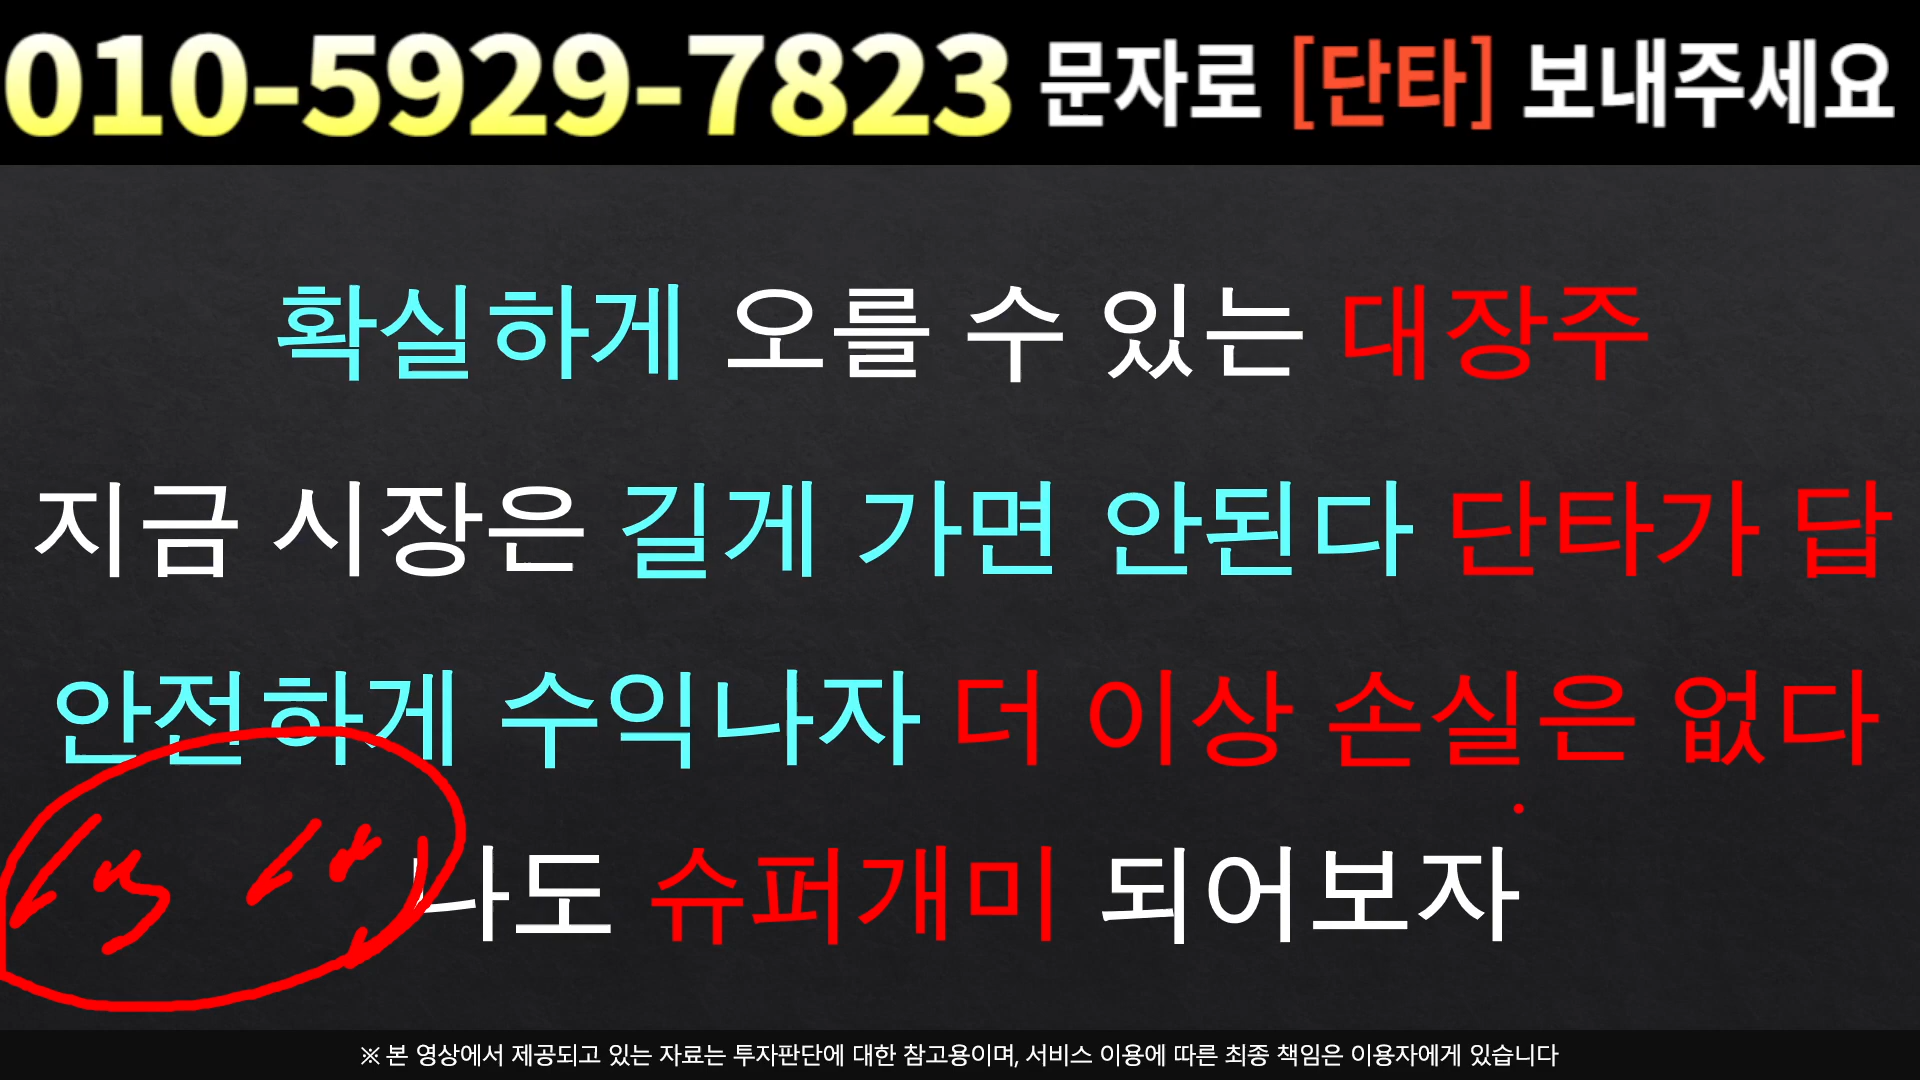 010-5929-7823 문자로 [단타] 보내주세요
확실하게 오를 수 있는 대장주
지금 시장은 길게 가면 안된다 단타가 답
안전하게 수익나자 더 이상 손실은 없다
나도 슈퍼개미 되어보자
※ 본 영상에서 제공되고 있는 자료는 투자판단에 대한 참고용이며, 서비스 이용에 따른 최종 책임은 이용자에게 있습니다